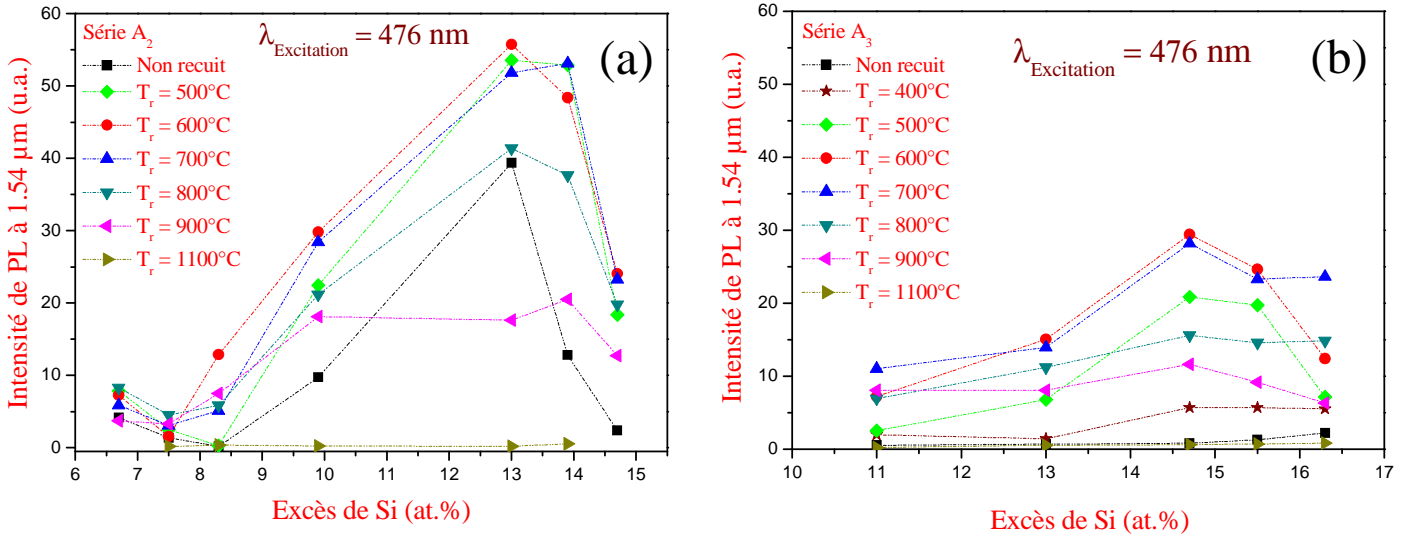 Série A2
λExcitation = 476 nm
(a)
Non recuit
Tr = 500°C
Tr = 600°C
Tr = 700°C
Tr = 800°C
Tr = 900°C
Tr = 1100°C
Intensité de PL à 1.54 µm (u.a.)
60
50
40
30
20
10
0
6 7 8 9 10 11 12 13 14 15
Excès de Si (at.%)
Série A3
λExcitation = 476 nm
(b)
Non recuit
Tr = 400°C
Tr = 500°C
Tr = 600°C
Tr = 700°C
Tr = 800°C
Tr = 900°C
Tr = 1100°C
Intensité de PL à 1.54 µm (u.a.)
60
50
40
30
20
10
0
10 11 12 13 14 15 16 17
Excès de Si (at.%)